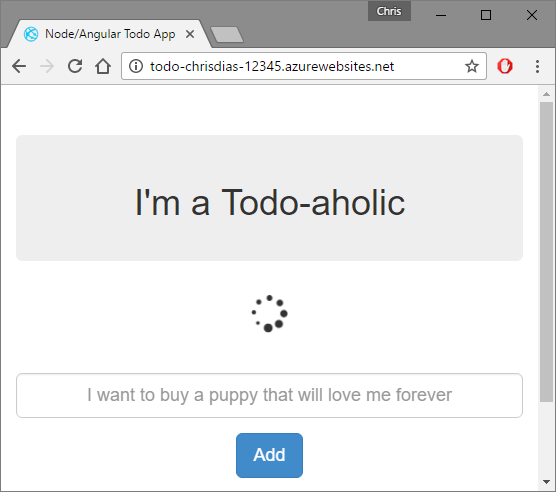 Chris
Node/Angular Todo App
todo-chrisdias-12345.azurewebsites.net
I'm a Todo-aholic
I want to buy a puppy that will love me forever
Add